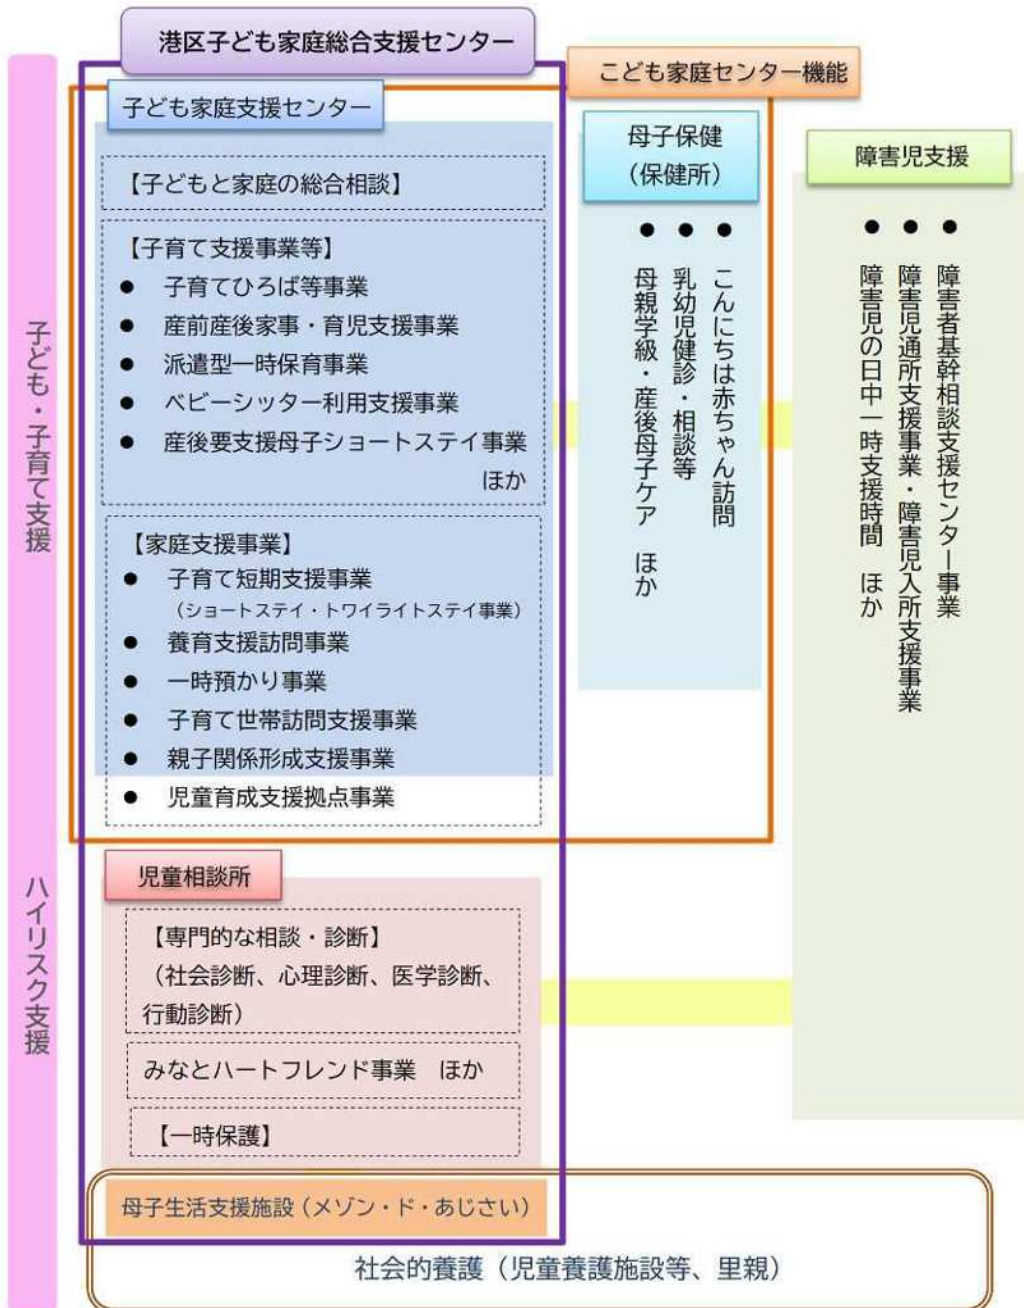 港区子ども家庭総合支援センター
こども家庭センター機能
子ども・子育て支援
ハイリスク支援
子ども家庭支援センター
【子どもと家庭の総合相談】
【子育て支援事業等】
● 子育てひろば等事業
● 産前産後家事・育児支援事業
● 派遣型一時保育事業
● ベビーシッター利用支援事業
● 産後要支援母子ショートステイ事業
ほか
【家庭支援事業】
● 子育て短期支援事業
（ショートステイ・トワイライトステイ事業）
● 養育支援訪問事業
● 一時預かり事業
● 子育て世帯訪問支援事業
● 親子関係形成支援事業
● 児童育成支援拠点事業
母子保健
（保健所）
● こんにちは赤ちゃん訪問
● 乳幼児健診・相談等
● 母親学級・産後母子ケア ほか
障害児支援
● 障害者基幹相談支援センター事業
● 障害児通所支援事業・障害児入所支援事業
● 障害児の日中一時支援時間 ほか
児童相談所
【専門的な相談・診断】
（社会診断、心理診断、医学診断、
行動診断）
みなとハートフレンド事業 ほか
【一時保護】
母子生活支援施設（メゾン・ド・あじさい）
社会的養護（児童養護施設等、里親）